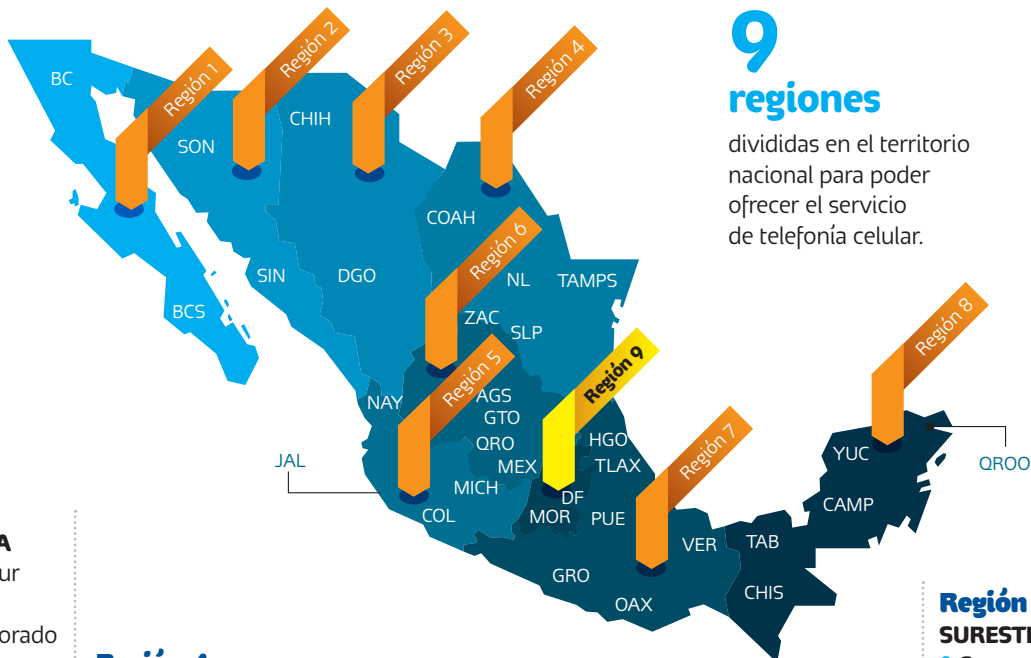 Región 1
Región 2
Región 3
Región 4
9
regiones
divididas en el territorio
nacional para poder
ofrecer el servicio
de telefonía celular.
BC
SON
CHIH
COAH
Región 6
SIN
DGO
NL
TAMPS
BCS
ZAC
SLP
Región 8
Región 5
Región 9
NAY
AGS
GTO
QRO
HGO
Región 7
JAL
MEX
TLAX
YUC
QROO
MICH
DF
COL
MOR
PUE
CAMP
VER
TAB
GRO
CHIS
OAX
A
ur
orado
Región
SURESTE